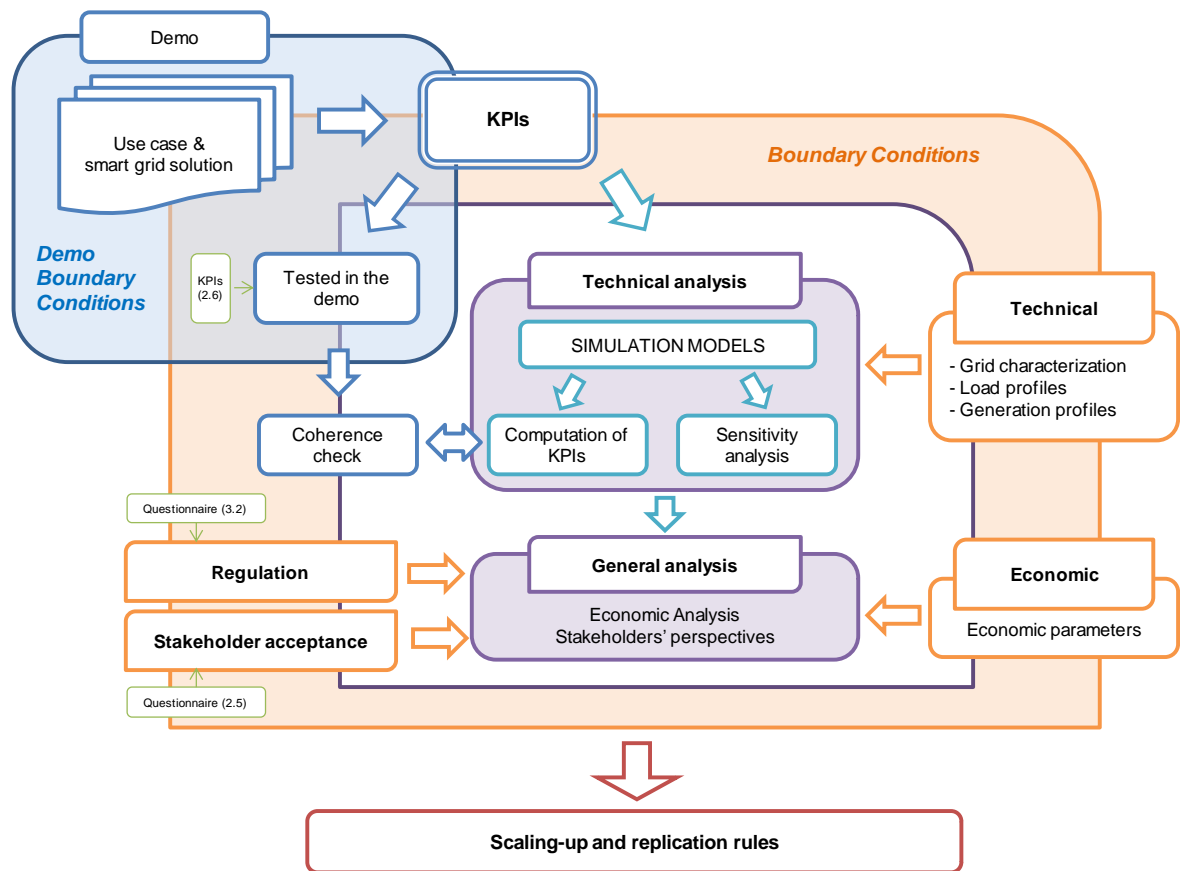 Demo
KPIs
Use case &
smart grid solution
Boundary Conditions
Demo
Boundary
Conditions
KPIs
(2.6)
Tested in the
demo
Technical analysis
Technical
SIMULATION MODELS
- Grid characterization
- Load profiles
- Generation profiles
Coherence
check
Computation of
KPIs
Sensitivity
analysis
Questionnaire (3.2)
Regulation
General analysis
Economic
Economic Analysis
Stakeholders’ perspectives
Economic parameters
Stakeholder acceptance
Questionnaire (2.5)
Scaling-up and replication rules